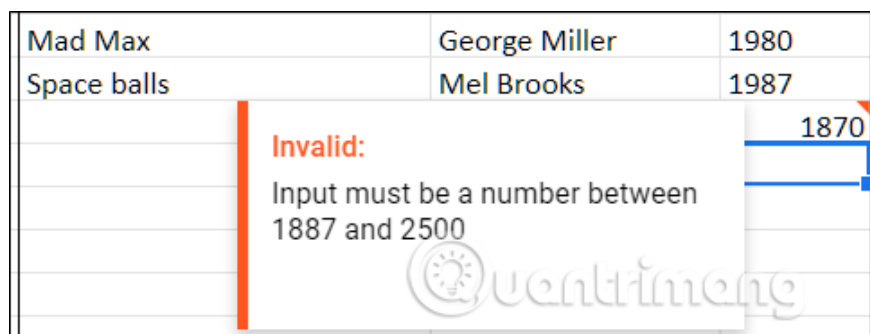 Mad Max George Miller 1980
Space balls Mel Brooks 1987
1870
Invalid:
Input must be a number between
1887 and 2500
Quantrimang